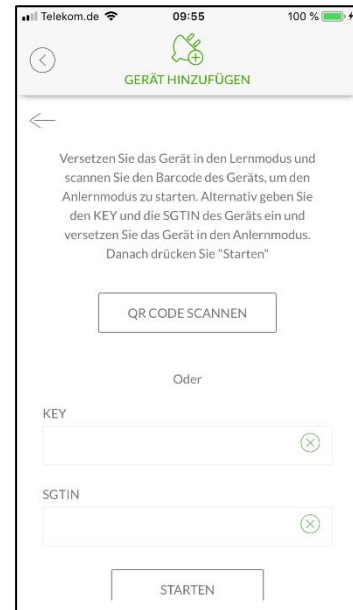 Telekom.de 09:55 100 %
GERÄT HINZUFÜGEN
Versetzen Sie das Gerät in den Lernmodus und
scannen Sie den Barcode des Geräts, um den
Anlernmodus zu starten. Alternativ geben Sie
den KEY und die SGTIN des Geräts ein und
versetzen Sie das Gerät in den Anlernmodus.
Danach drücken Sie "Starten"
QR CODE SCANNEN
Oder
KEY
SGTIN
STARTEN